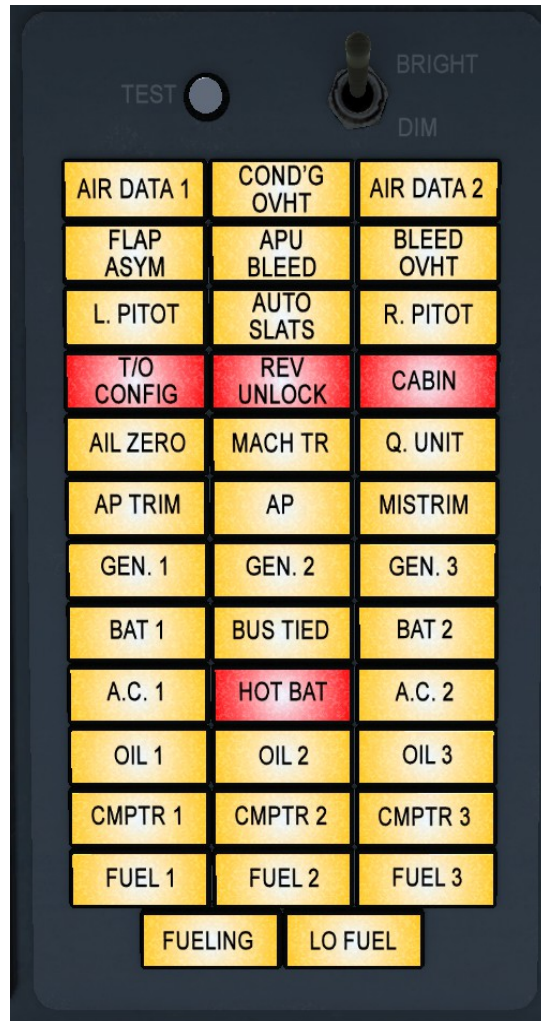 TEST
BRIGHT
DIM
AIR DATA 1
COND'G
OVHT
AIR DATA 2
FLAP
ASYM
APU
BLEED
BLEED
OVHT
L. PITOT
AUTO
SLATS
R. PITOT
T/O
CONFIG
REV
UNLOCK
CABIN
AIL ZERO
MACH TR
Q. UNIT
AP TRIM
AP
MISTRIM
GEN. 1
GEN. 2
GEN. 3
BAT 1
BUS TIED
BAT 2
A.C. 1
HOT BAT
A.C. 2
OIL 1
OIL 2
OIL 3
CMPTR 1
CMPTR 2
CMPTR 3
FUEL 1
FUEL 2
FUEL 3
FUELING
LO FUEL